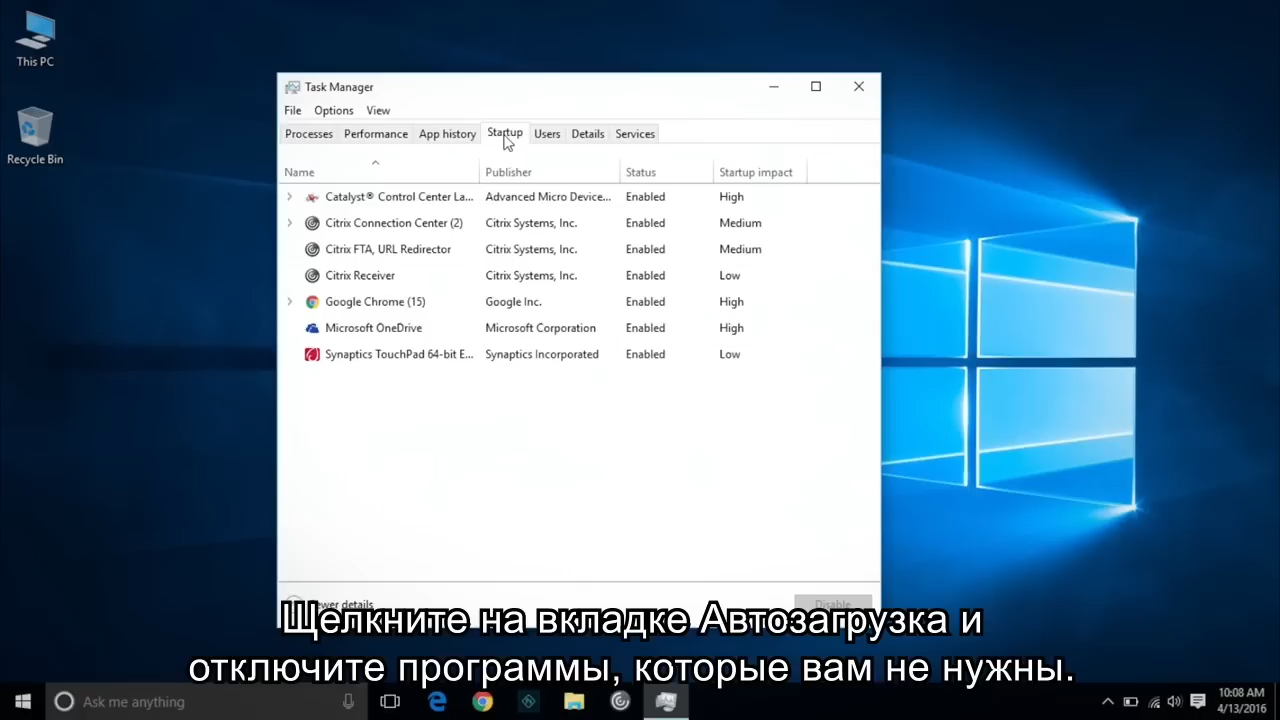 This PC
Recycle Bin
Task Manager
File Options View
Processes Performance App history Startup Users Details Services
Name Publisher Status Startup impact
Catalyst® Control Center La... Advanced Micro Device... Enabled High
Citrix Connection Center (2) Citrix Systems, Inc. Enabled Medium
Citrix FTA, URL Redirector Citrix Systems, Inc. Enabled Medium
Citrix Receiver Citrix Systems, Inc. Enabled Low
Google Chrome (15) Google Inc. Enabled High
Microsoft OneDrive Microsoft Corporation Enabled High
Synaptics TouchPad 64-bit E... Synaptics Incorporated Enabled Low
Fewer details Disable
Щелкните на вкладке Автозагрузка и
отключите программы, которые вам не нужны.
Ask me anything
10:08 AM
4/13/2016